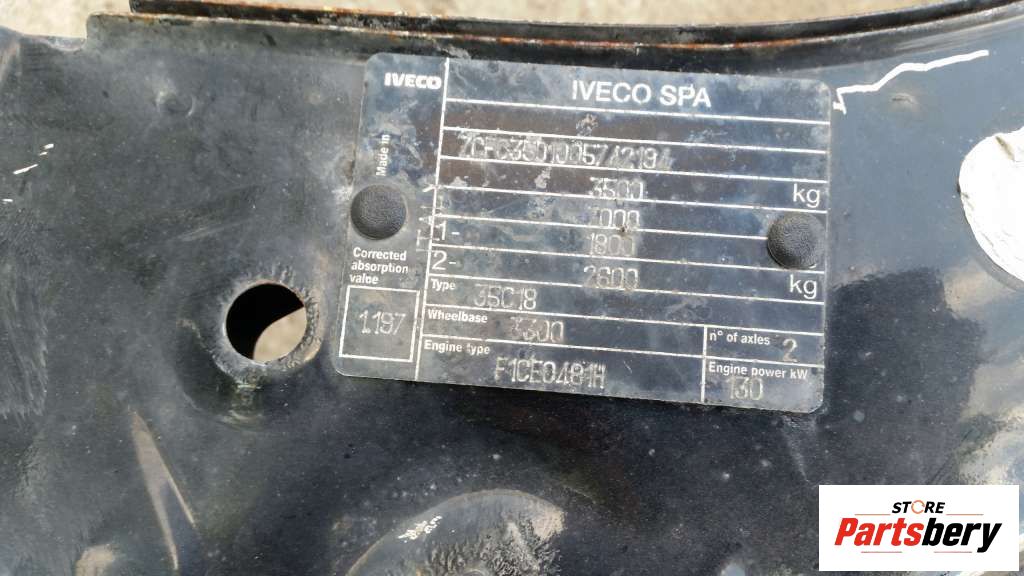 IVECO
IVECO SPA
Made in
3500 kg
1-
1800
2-
2600 kg
Corrected
absorption
value
1.197
Type 35C18
Wheelbase 3300
n° of axles 2
Engine type F1CE0481H
Engine power kW
130
STORE
Partsbery